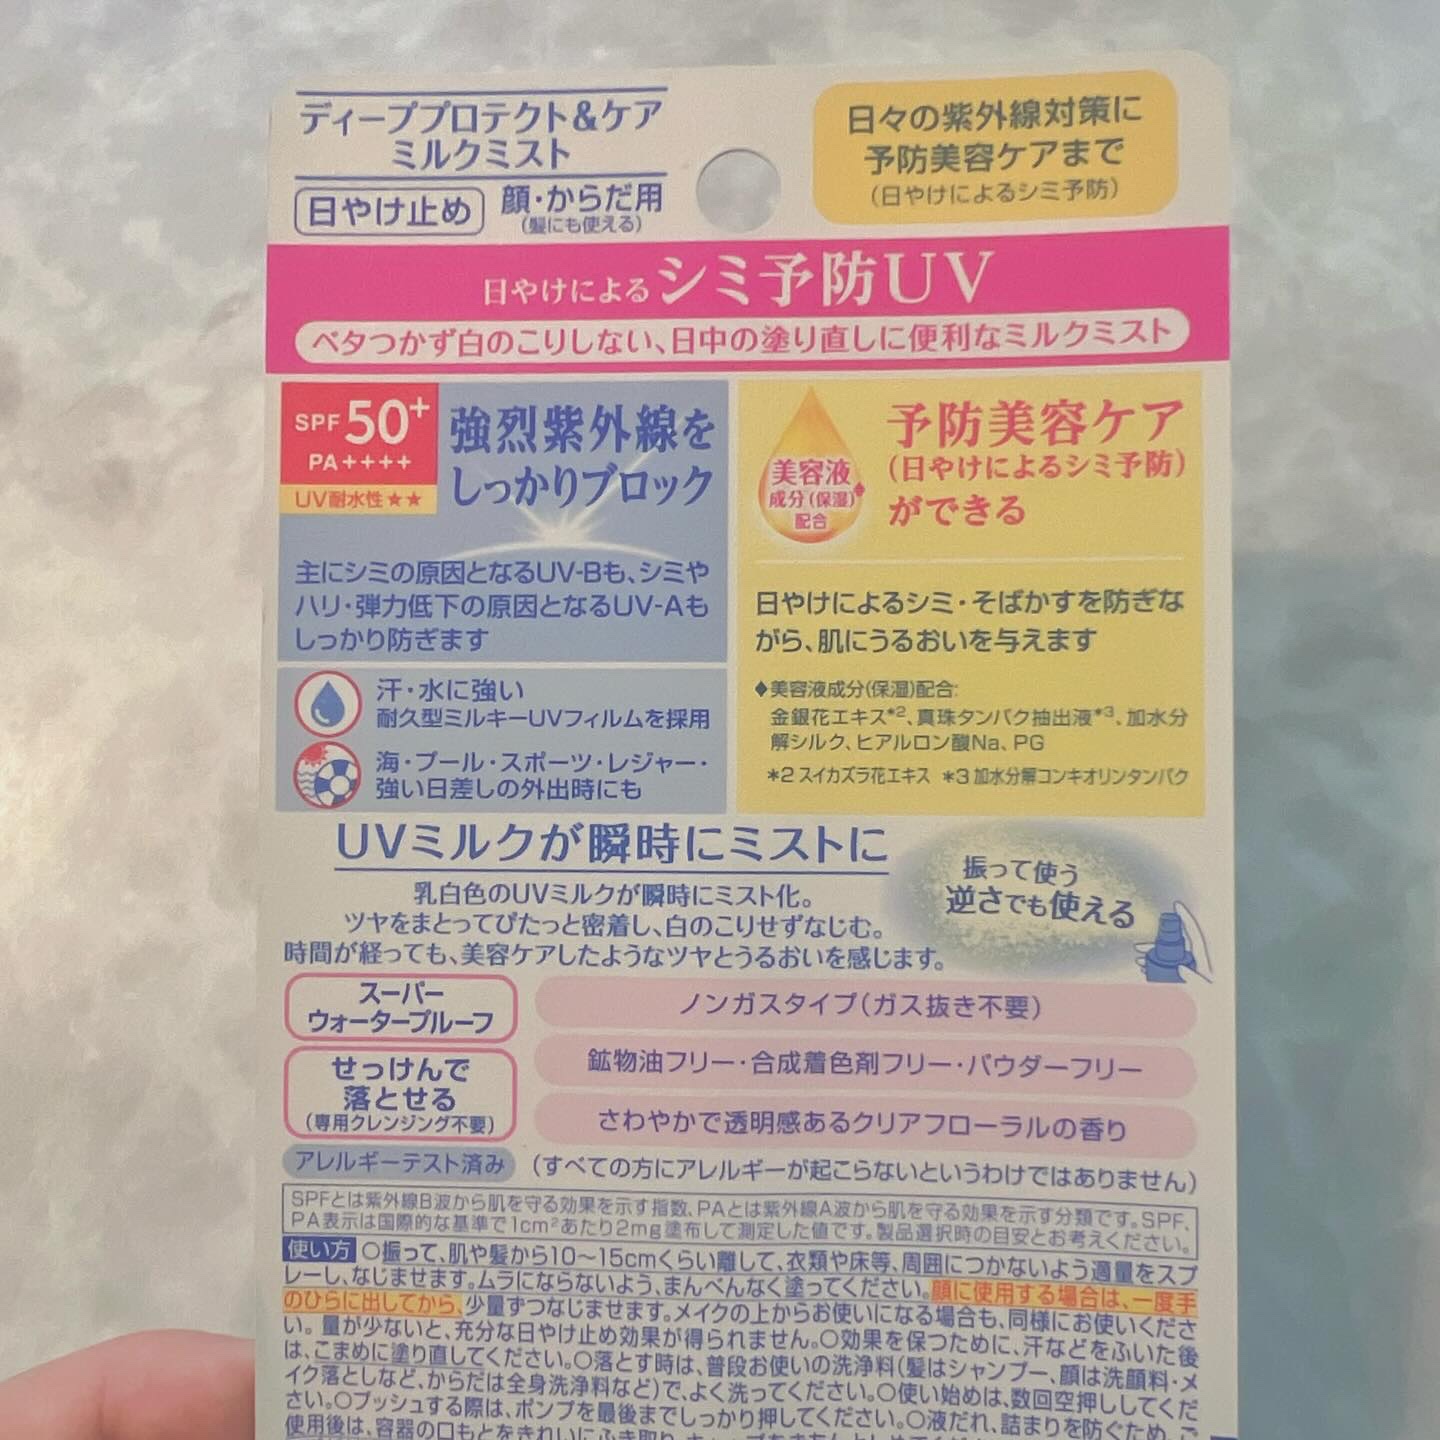 ディーププロテクト&ケア
ミルクミスト
日やけ止め
顔・からだ用
(髪にも使える)
日々の紫外線対策に
予防美容ケアまで
(日やけによるシミ予防)
日やけによるシミ予防UV
ベタつかず白のこりしない、日中の塗り直しに便利なミルクミスト
SPF50+
PA++++
UV耐水性★★
強烈紫外線を
しっかりブロック
主にシミの原因となるUV-Bも、シミや
ハリ・弾力低下の原因となるUV-Aも
しっかり防ぎます
汗・水に強い
耐久型ミルキーUVフィルムを採用
海・プール・スポーツ・レジャー・
強い日差しの外出時にも
美容液
成分(保湿)◆
配合
予防美容ケア
(日やけによるシミ予防)
ができる
日やけによるシミ・そばかすを防ぎな
がら、肌にうるおいを与えます
◆美容液成分(保湿)配合:
金銀花エキス*2、真珠タンパク抽出液*3、加水分
解シルク、ヒアルロン酸Na、PG
*2 スイカズラ花エキス *3 加水分解コンキオリンタンパク
UVミルクが瞬時にミストに
乳白色のUVミルクが瞬時にミスト化。
ツヤをまとってぴたっと密着し、白のこりせずなじむ。
時間が経っても、美容ケアしたようなツヤとうるおいを感じます。
振って使う
逆さでも使える
スーパー
ウォータープルーフ
せっけんで
落とせる
(専用クレンジング不要)
ノンガスタイプ(ガス抜き不要)
鉱物油フリー・合成着色剤フリー・パウダーフリー
さわやかで透明感あるクリアフローラルの香り
アレルギーテスト済み (すべての方にアレルギーが起こらないというわけではありません)
SPFとは紫外線B波から肌を守る効果を示す指数、PAとは紫外線A波から肌を守る効果を示す分類です。SPF、
PA表示は国際的な基準で1cm²あたり2mg塗布して測定した値です。製品選択時の目安とお考えください。
使い方 ○振って、肌や髪から10〜15cmくらい離して、衣類や床等、周囲につかないよう適量をスプ
レーし、なじませます。ムラにならないよう、まんべんなく塗ってください。顔に使用する場合は、一度手
のひらに出してから、少量ずつなじませます。メイクの上からお使いになる場合も、同様にお使いくださ
い。量が少ないと、充分な日やけ止め効果が得られません。○効果を保つために、汗などをふいた後
は、こまめに塗り直してください。○落とす時は、普段お使いの洗浄料(髪はシャンプー、顔は洗顔料・メ
イク落としなど、からだは全身洗浄料など)で、よく洗ってください。○使い始めは、数回空押ししてくだ
さい。○プッシュする際は、ポンプを最後までしっかり押してください。○液だれ、詰まりを防ぐため、ご
使用後は、容器の口もとをきれいにふき取り、